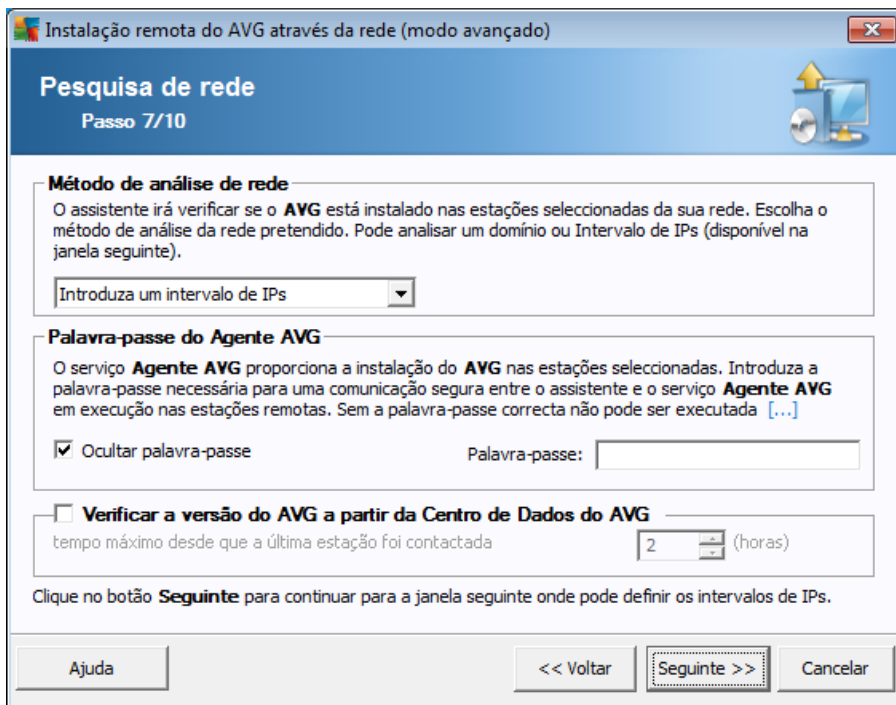 Instalação remota do AVG através da rede (modo avançado)
Pesquisa de rede
Passo 7/10
Método de análise de rede
O assistente irá verificar se o AVG está instalado nas estações seleccionadas da sua rede. Escolha o
método de análise da rede pretendido. Pode analisar um domínio ou Intervalo de IPs (disponível na
janela seguinte).
Introduza um intervalo de IPs
Palavra-passe do Agente AVG
O serviço Agente AVG proporciona a instalação do AVG nas estações seleccionadas. Introduza a
palavra-passe necessária para uma comunicação segura entre o assistente e o serviço Agente AVG
em execução nas estações remotas. Sem a palavra-passe correcta não pode ser executada [...]
Ocultar palavra-passe Palavra-passe:
Verificar a versão do AVG a partir da Centro de Dados do AVG
tempo máximo desde que a última estação foi contactada 2 (horas)
Clique no botão Seguinte para continuar para a janela seguinte onde pode definir os intervalos de IPs.
Ajuda << Voltar Seguinte >> Cancelar